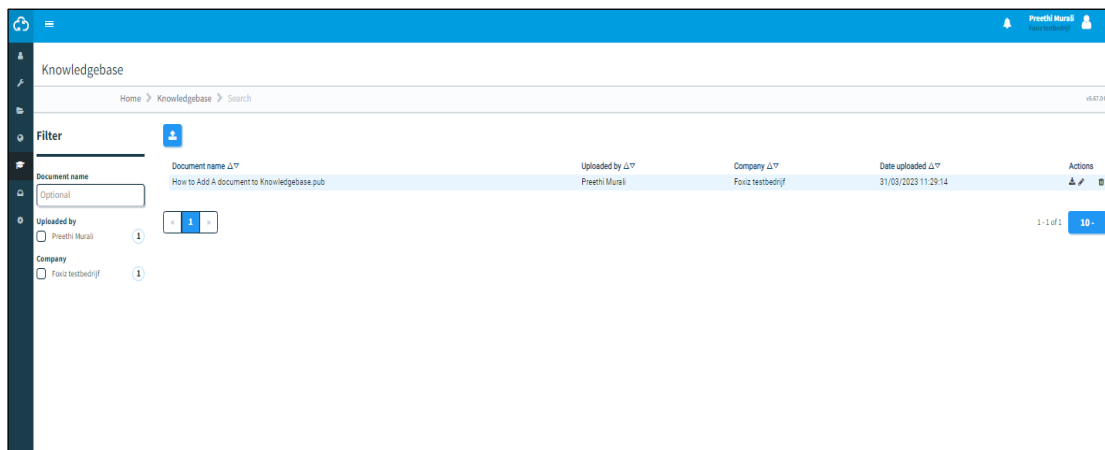 Preethi Murali
Foxiz testbedrijf
Knowledgebase
Home Knowledgebase Search
Filter
Document name
Optional
Uploaded by
Preethi Murali 1
Company
Foxiz testbedrijf 1
Document name Uploaded by Company Date uploaded Actions
How to Add A document to Knowledgebase.pub Preethi Murali Foxiz testbedrijf 31/03/2023 11:29:14
« 1 »
1 - 1 of 1 10 -